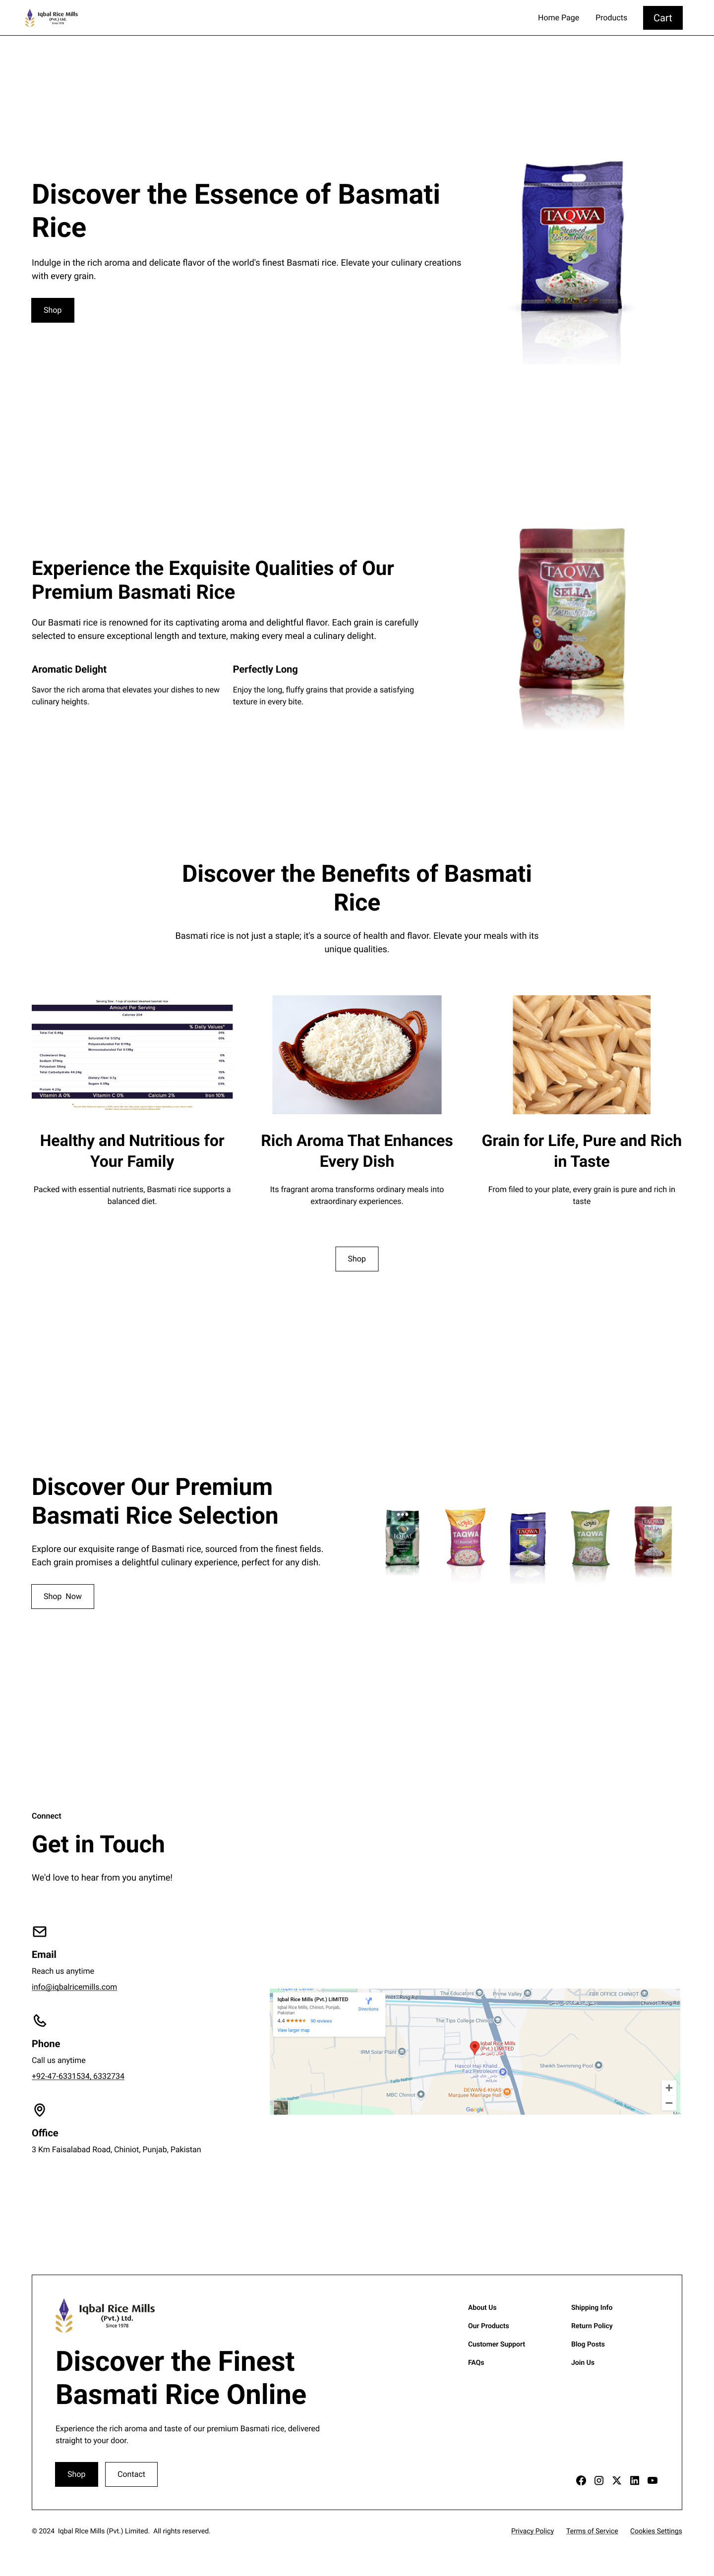 Iqbal Rice Mills
(Pvt.) Ltd.
Since 1978
Home Page
Products
Cart
Discover the Essence of Basmati
Rice
Indulge in the rich aroma and delicate flavor of the world's finest Basmati rice. Elevate your culinary creations
with every grain.
Shop
TAQWA
Experience the Exquisite Qualities of Our
Premium Basmati Rice
Our Basmati rice is renowned for its captivating aroma and delightful flavor. Each grain is carefully
selected to ensure exceptional length and texture, making every meal a culinary delight.
Aromatic Delight
Savor the rich aroma that elevates your dishes to new
culinary heights.
Perfectly Long
Enjoy the long, fluffy grains that provide a satisfying
texture in every bite.
TAQWA
SELLA
Discover the Benefits of Basmati
Rice
Basmati rice is not just a staple; it's a source of health and flavor. Elevate your meals with its
unique qualities.
Amount Per Serving
% Daily Values*
Vitamin A 0% Vitamin C 0% Calcium 2% Iron 10%
Healthy and Nutritious for
Your Family
Packed with essential nutrients, Basmati rice supports a
balanced diet.
Rich Aroma That Enhances
Every Dish
Its fragrant aroma transforms ordinary meals into
extraordinary experiences.
Grain for Life, Pure and Rich
in Taste
From filed to your plate, every grain is pure and rich in
taste
Shop
Discover Our Premium
Basmati Rice Selection
Explore our exquisite range of Basmati rice, sourced from the finest fields.
Each grain promises a delightful culinary experience, perfect for any dish.
Shop Now
TAQWA
TAQWA
TAQWA
TAQWA
Connect
Get in Touch
We'd love to hear from you anytime!
Email
Reach us anytime
info@iqbalricemills.com
Phone
Call us anytime
+92-47-6331534, 6332734
Office
3 Km Faisalabad Road, Chiniot, Punjab, Pakistan
Iqbal Rice Mills (Pvt.) LIMITED
Iqbal Rice Mills, Chiniot, Punjab,
Pakistan
4.4 90 reviews
View larger map
Directions
The Educators
Prime Valley
FBR OFFICE CHINIOT
Chiniot - Ring Rd
The Tips College Chiniot
IRM Solar Plant
Iqbal Rice Mills
(Pvt.) LIMITED
Sheikh Swimming Pool
MBC Chiniot
DEWAN-E-KHAS
Marquee Marriage Hall
Google
Iqbal Rice Mills
(Pvt.) Ltd.
Since 1978
Discover the Finest
Basmati Rice Online
Experience the rich aroma and taste of our premium Basmati rice, delivered
straight to your door.
Shop
Contact
About Us
Our Products
Customer Support
FAQs
Shipping Info
Return Policy
Blog Posts
Join Us
© 2024 Iqbal RIce Mills (Pvt.) Limited. All rights reserved.
Privacy Policy
Terms of Service
Cookies Settings